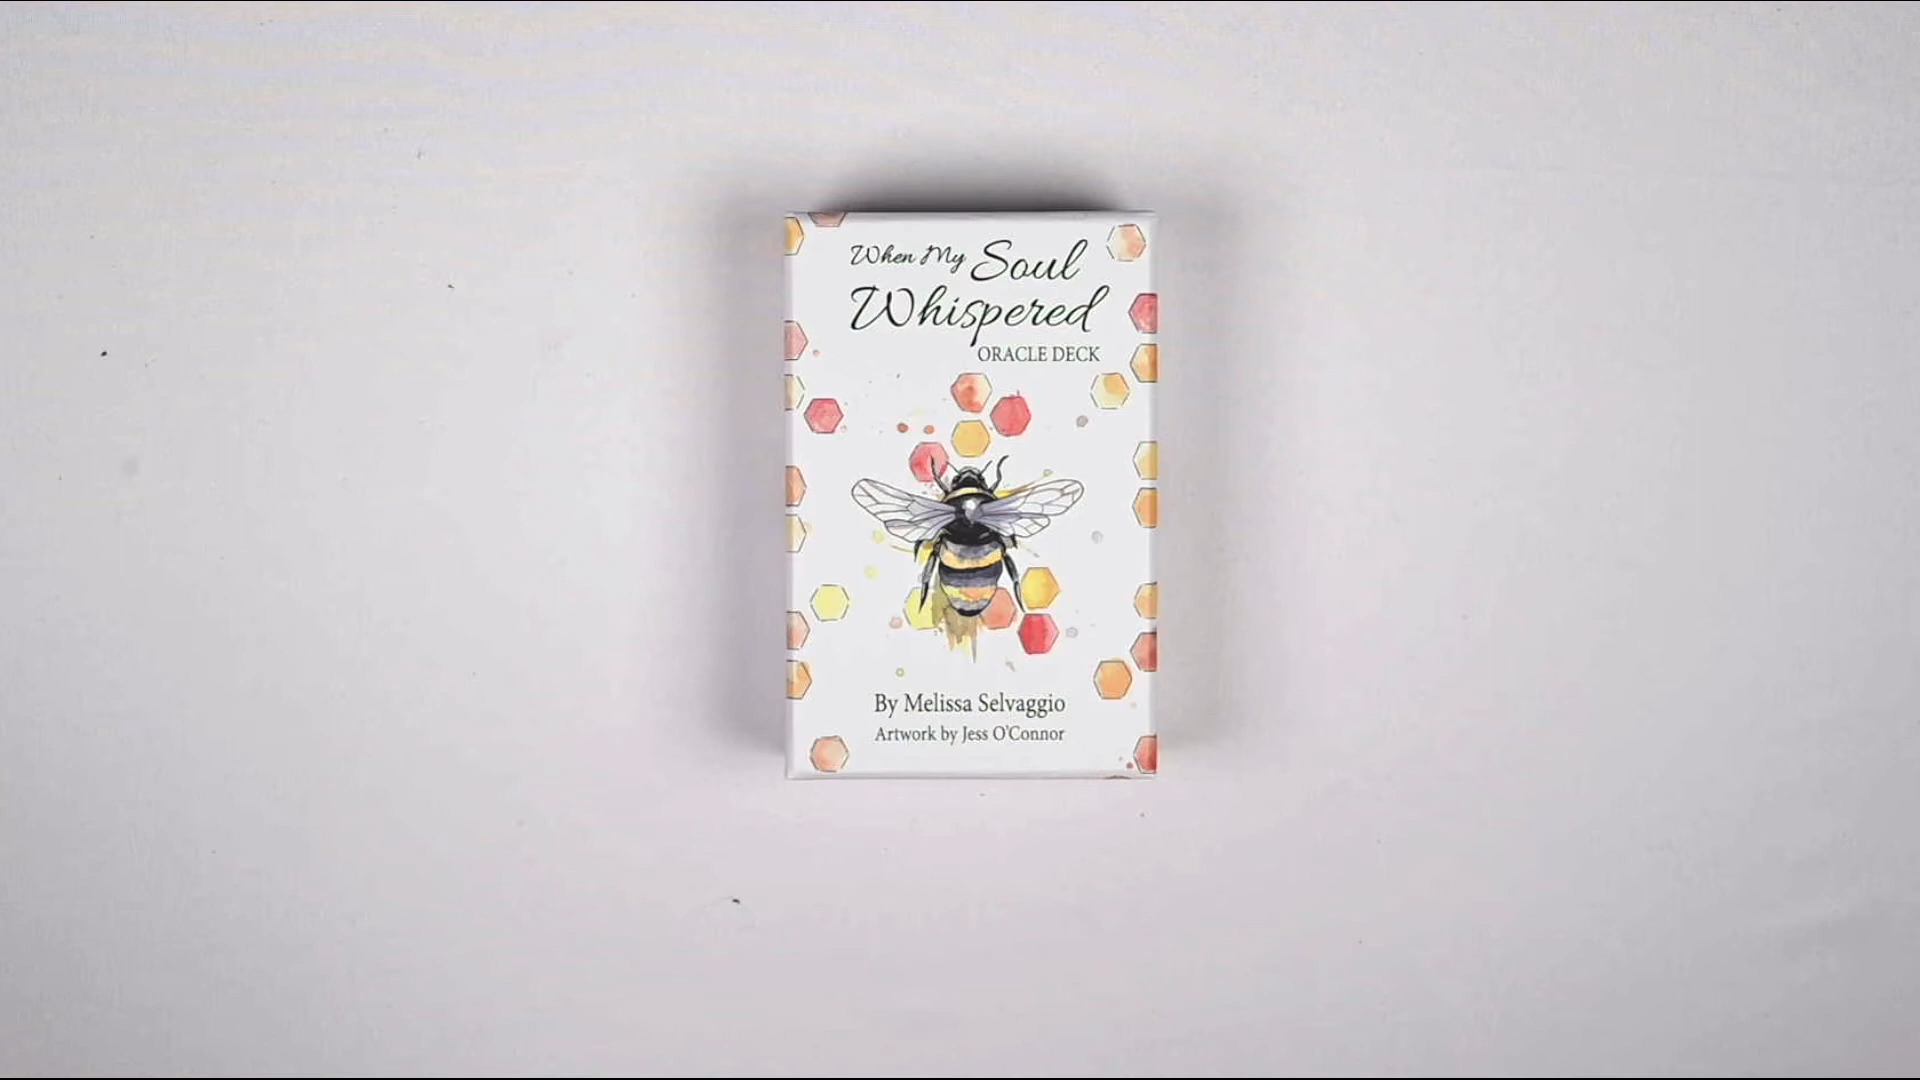 When My Soul
Whispered
ORACLE DECK
By Melissa Selvaggio
Artwork by Jess O'Connor